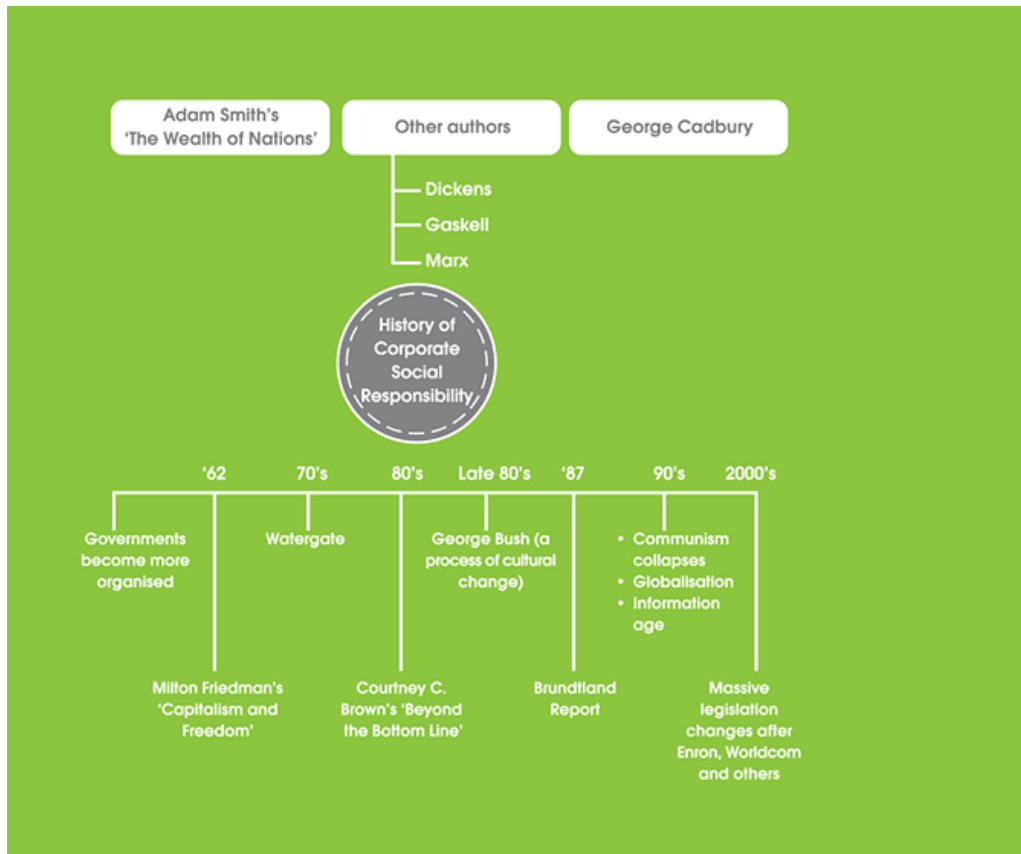 Adam Smith's
'The Wealth of Nations'
Other authors
George Cadbury
Dickens
Gaskell
Marx
History of
Corporate
Social
Responsibility
'62
70's
80's
Late 80's
'87
90's
2000's
Governments
become more
organised
Watergate
George Bush (a
process of cultural
change)
• Communism
collapses
• Globalisation
• Information
age
Milton Friedman's
'Capitalism and
Freedom'
Courtney C.
Brown's 'Beyond
the Bottom Line'
Brundtland
Report
Massive
legislation
changes after
Enron, Worldcom
and others